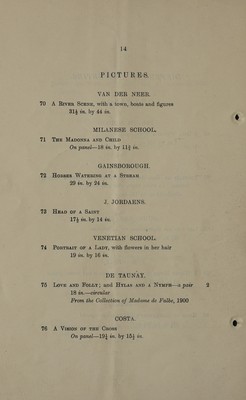 14
PICTURES.
VAN DER NEER.
70 A River Scene, with a town, boats and figures
31½ in. by 44 in.
MILANESE SCHOOL.
71 The Madonna and Child
On panel—18 in. by 11½ in.
GAINSBOROUGH.
72 Horses Watering at a Stream
29 in. by 24 in.
J. JORDAENS.
73 Head of a Saint
17½ in. by 14 in.
VENETIAN SCHOOL.
74 Portrait of a Lady, with flowers in her hair
19 in. by 16 in.
DE TAUNAY.
75 Love and Folly; and Hylas and a Nymph—a pair 2
18 in.—circular
From the Collection of Madame de Falbe, 1900
COSTA.
76 A Vision of the Cross
On panel—19½ in. by 15½ in.